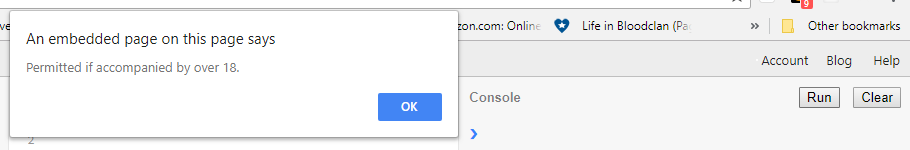 9
zon.com: Online
Life in Bloodclan (Pa
»
Other bookmarks
An embedded page on this page says
Permitted if accompanied by over 18.
OK
Account Blog Help
Console
Run Clear
2